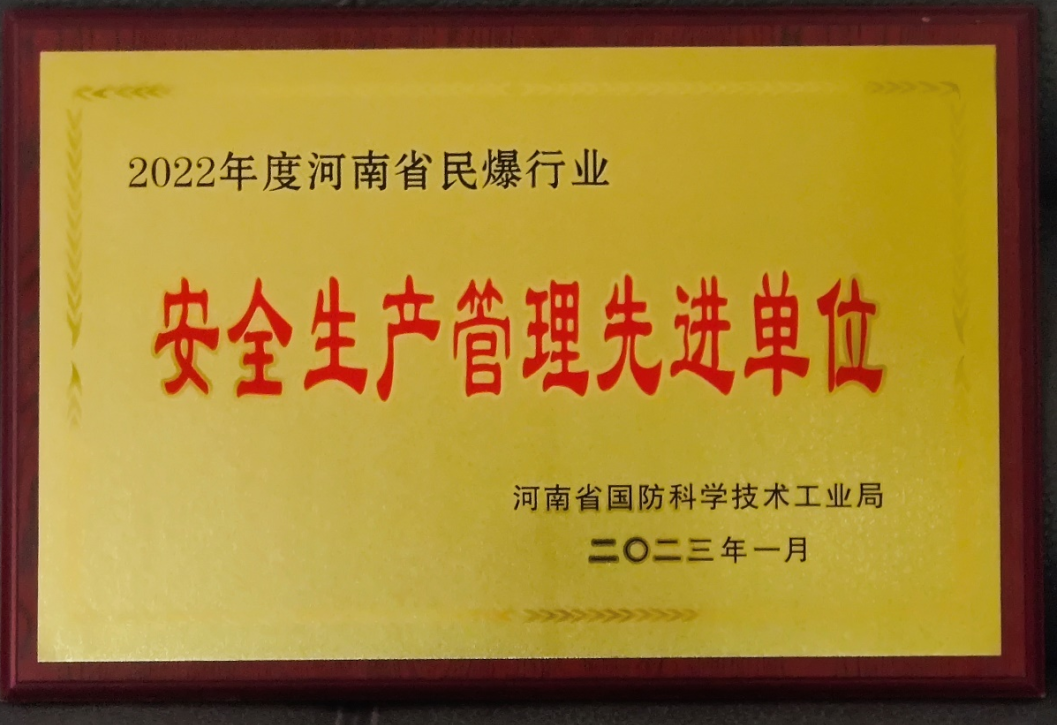 2022年度河南省民爆行业
安全生产管理先进单位
河南省国防科学技术工业局
二〇二三年一月